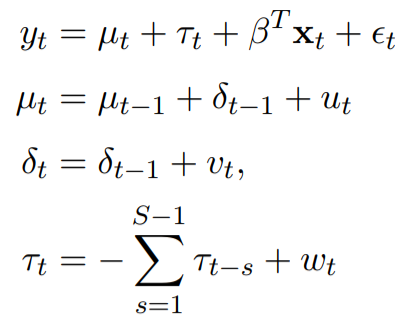 y_t = μ_t + τ_t + β^T 𝐱_t + ϵ_t
μ_t = μ_{t−1} + δ_{t−1} + u_t
δ_t = δ_{t−1} + v_t,
τ_t = − ∑_{s=1}^{S−1} τ_{t−s} + w_t